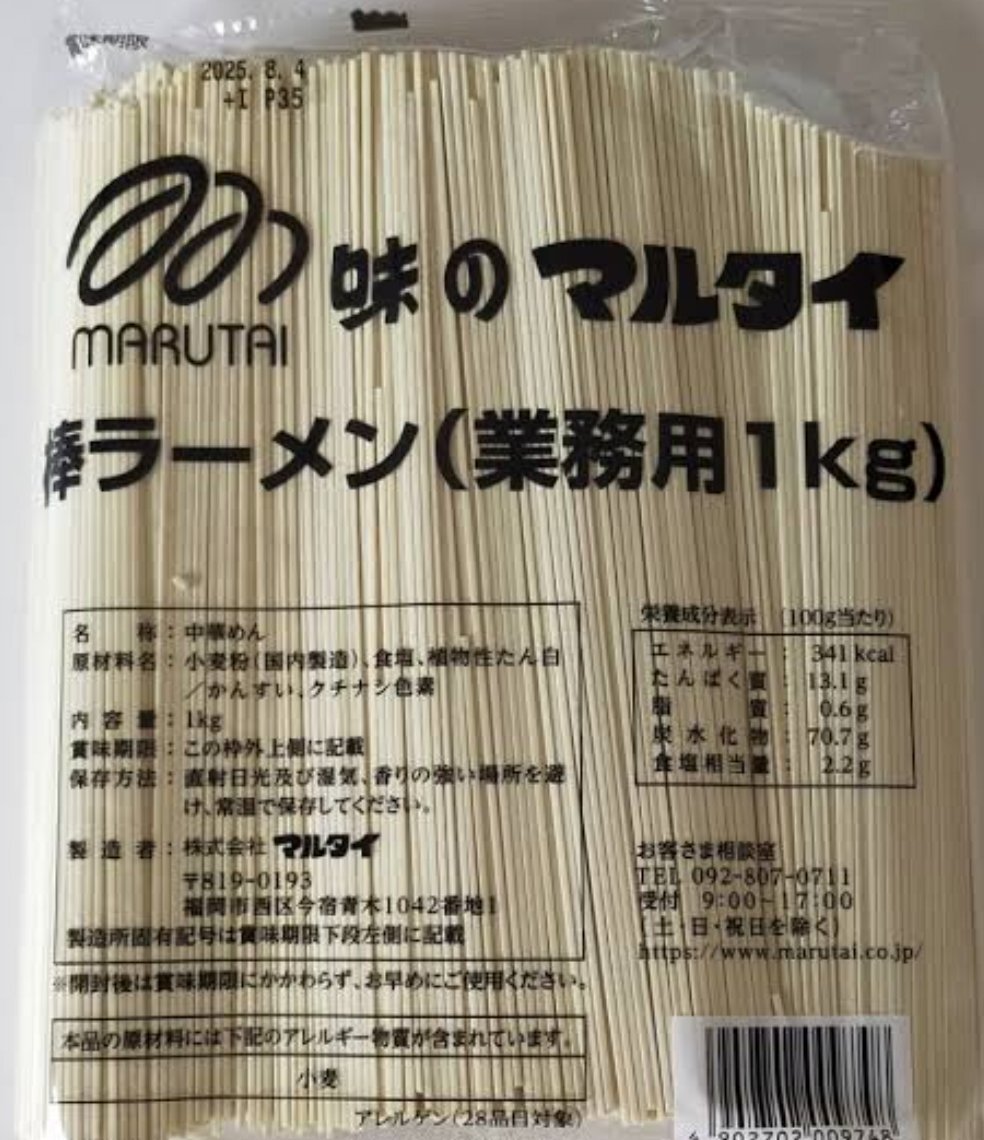 賞味期限
2025. 8. 4
+I P35
MARUTAI
味のマルタイ
棒ラーメン(業務用1kg)
名称:中華めん
原材料名:小麦粉(国内製造)、食塩、植物性たん白
/かんすい、クチナシ色素
内容量:1kg
賞味期限:この枠外上側に記載
保存方法:直射日光及び湿気、香りの強い場所を避
け、常温で保存してください。
製造者:株式会社 マルタイ
〒819-0193
福岡市西区今宿青木1042番地1
製造所固有記号は賞味期限下段左側に記載
※開封後は賞味期限にかかわらず、お早めにご使用ください。
本品の原材料には下記のアレルギー物質が含まれています。
小麦
アレルゲン(28品目対象)
栄養成分表示 (100g当たり)
エネルギー: 341 kcal
たんぱく質: 13.1 g
脂質: 0.6 g
炭水化物: 70.7 g
食塩相当量: 2.2 g
お客さま相談室
TEL 092-807-0711
受付 9:00~17:00
(土・日・祝日を除く)
https://www.marutai.co.jp/
4 902702 009748